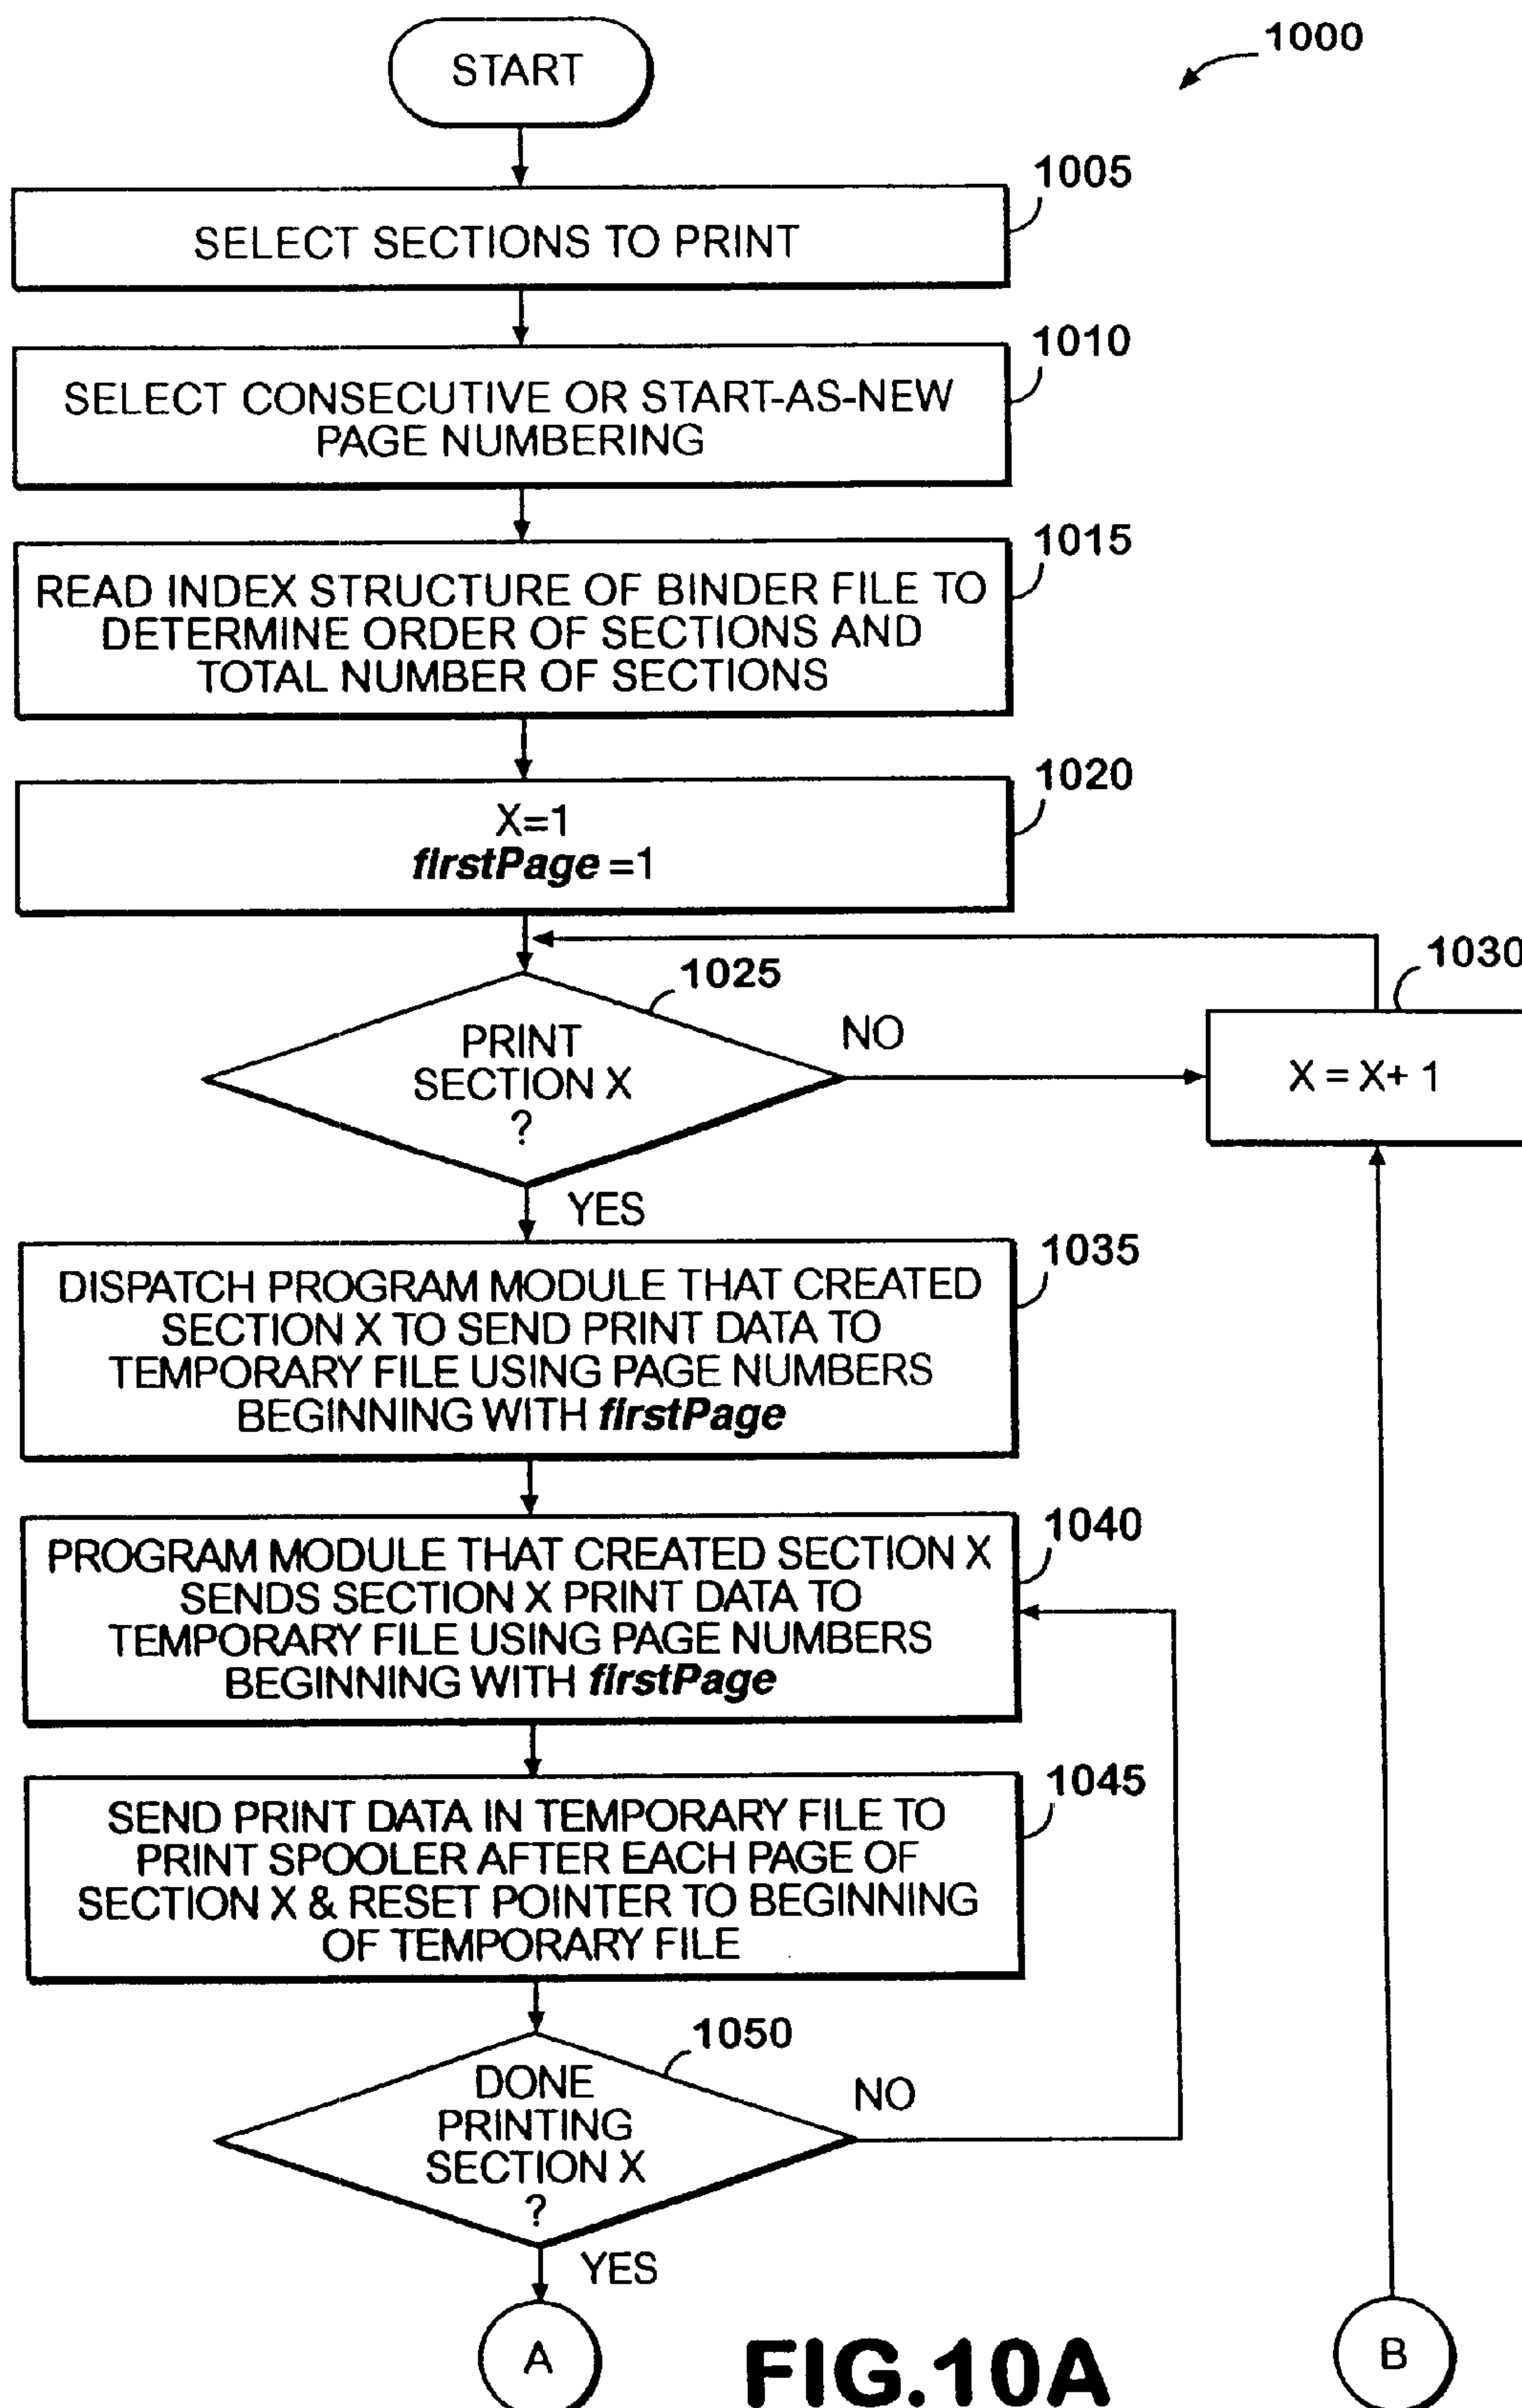 1000
START
1005
SELECT SECTIONS TO PRINT
1010
SELECT CONSECUTIVE OR START-AS-NEW
PAGE NUMBERING
1015
READ INDEX STRUCTURE OF BINDER FILE TO
DETERMINE ORDER OF SECTIONS AND
TOTAL NUMBER OF SECTIONS
1020
X=1
firstPage =1
1025
PRINT
SECTION X
?
NO
1030
X = X+ 1
YES
1035
DISPATCH PROGRAM MODULE THAT CREATED
SECTION X TO SEND PRINT DATA TO
TEMPORARY FILE USING PAGE NUMBERS
BEGINNING WITH firstPage
1040
PROGRAM MODULE THAT CREATED SECTION X
SENDS SECTION X PRINT DATA TO
TEMPORARY FILE USING PAGE NUMBERS
BEGINNING WITH firstPage
1045
SEND PRINT DATA IN TEMPORARY FILE TO
PRINT SPOOLER AFTER EACH PAGE OF
SECTION X & RESET POINTER TO BEGINNING
OF TEMPORARY FILE
1050
DONE
PRINTING
SECTION X
?
NO
YES
A
FIG.10A
B